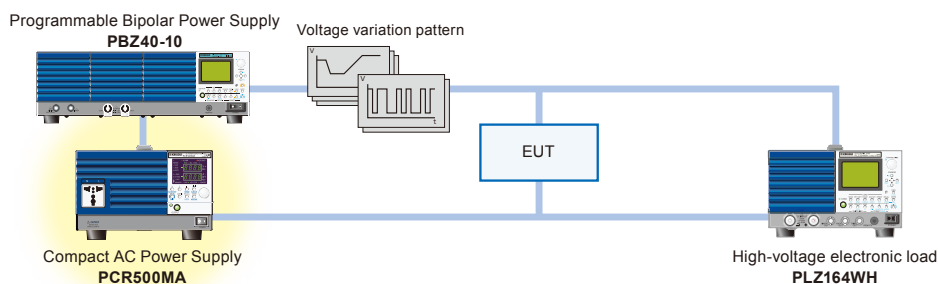 Programmable Bipolar Power Supply
PBZ40-10
Voltage variation pattern
V
V
t
EUT
Compact AC Power Supply
PCR500MA
High-voltage electronic load
PLZ164WH